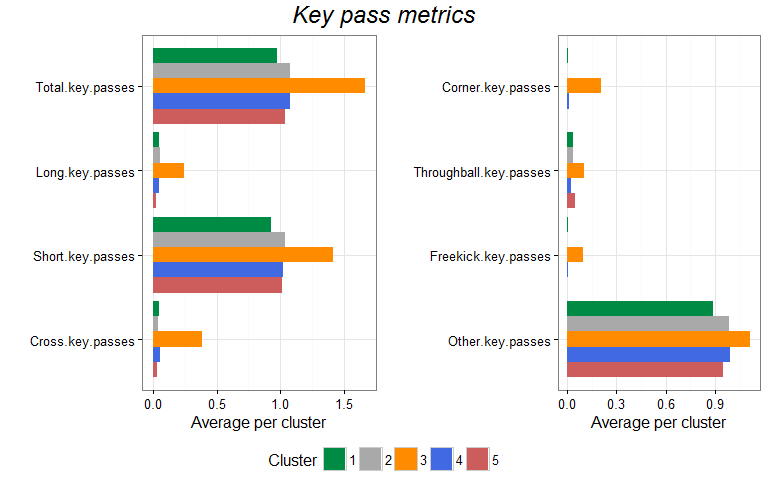 Key pass metrics
Total.key.passes
Long.key.passes
Short.key.passes
Cross.key.passes
0.0 0.5 1.0 1.5
Average per cluster
Corner.key.passes
Throughball.key.passes
Freekick.key.passes
Other.key.passes
0.0 0.3 0.6 0.9
Average per cluster
Cluster 1 2 3 4 5